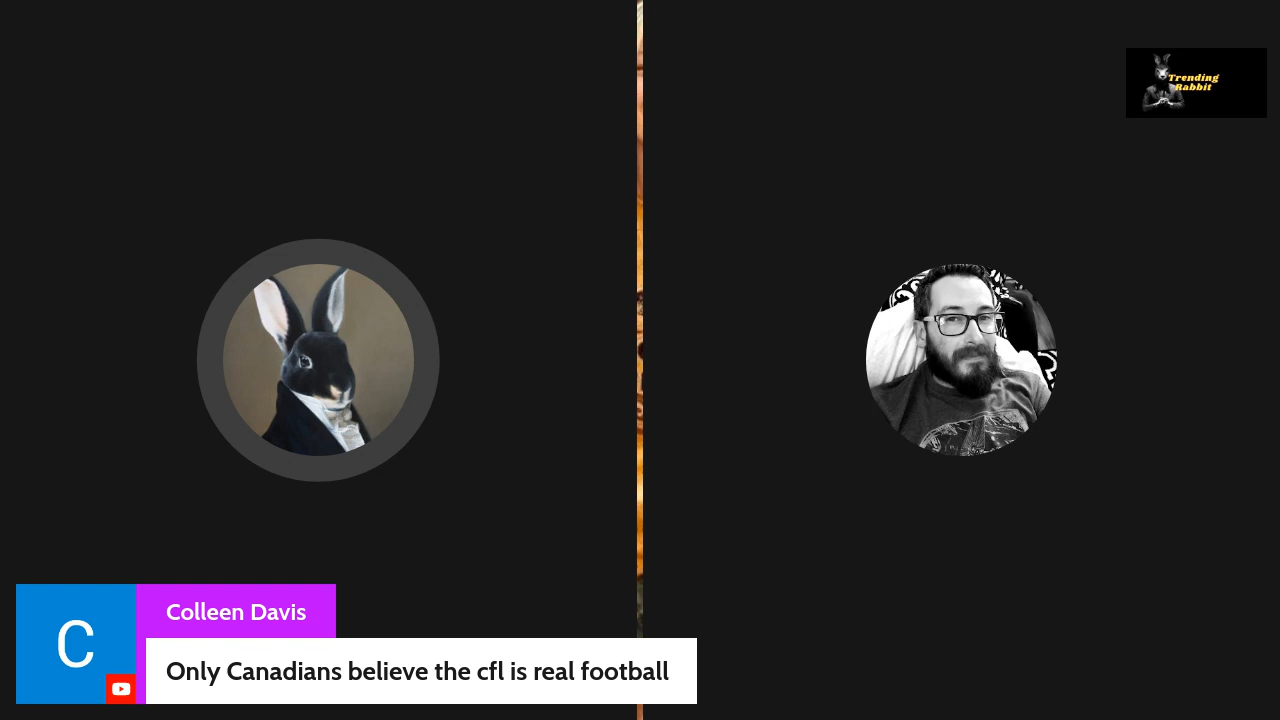 Trending
Rabbit
C
Colleen Davis
Only Canadians believe the cfl is real football